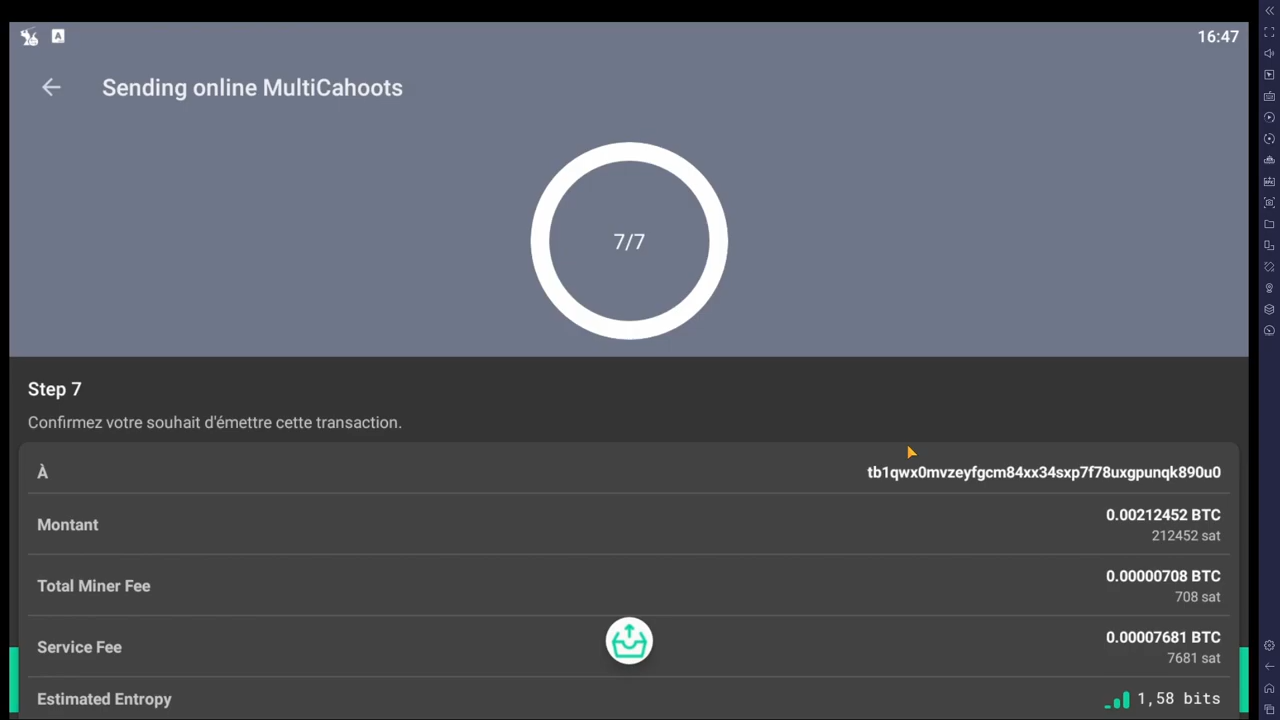 A
16:47
Sending online MultiCahoots
7/7
Step 7
Confirmez votre souhait d'émettre cette transaction.
À
tb1qwx0mvzeyfgcm84xx34sxp7f78uxgpunqk890u0
Montant
0.00212452 BTC
212452 sat
Total Miner Fee
0.00000708 BTC
708 sat
Service Fee
0.00007681 BTC
7681 sat
Estimated Entropy
1,58 bits